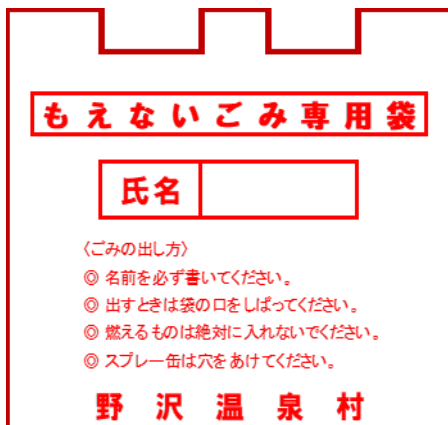 もえないごみ専用袋
氏名
〈ごみの出し方〉
◎ 名前を必ず書いてください。
◎ 出すときは袋の口をしばってください。
◎ 燃えるものは絶対に入れないでください。
◎ スプレー缶は穴をあけてください。
野沢温泉村